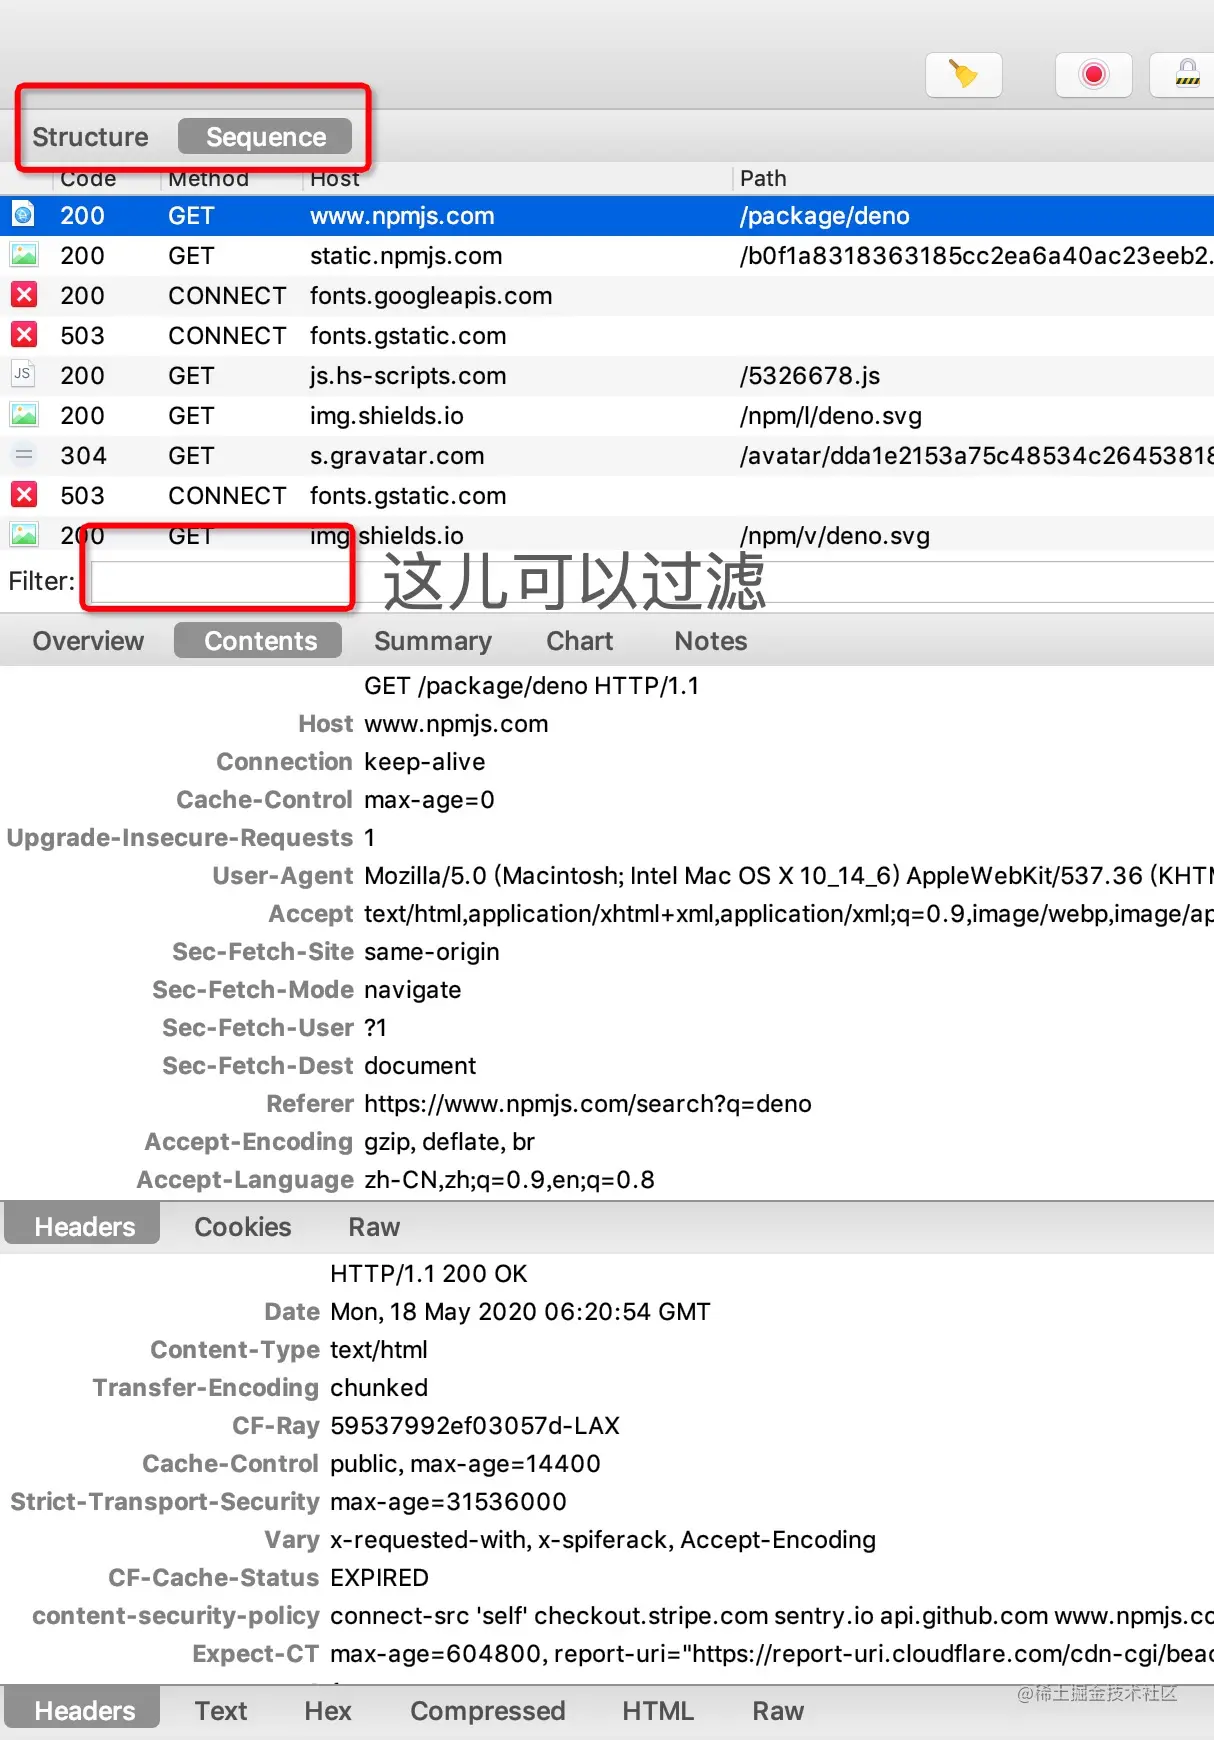 Structure Sequence
Code Method Host Path
200 GET www.npmjs.com /package/deno
200 GET static.npmjs.com /b0f1a8318363185cc2ea6a40ac23eeb2.
200 CONNECT fonts.googleapis.com
503 CONNECT fonts.gstatic.com
JS 200 GET js.hs-scripts.com /5326678.js
200 GET img.shields.io /npm/l/deno.svg
304 GET s.gravatar.com /avatar/dda1e2153a75c48534c26453818
503 CONNECT fonts.gstatic.com
200 GET img.shields.io /npm/v/deno.svg
Filter: 这儿可以过滤
Overview Contents Summary Chart Notes
GET /package/deno HTTP/1.1
Host www.npmjs.com
Connection keep-alive
Cache-Control max-age=0
Upgrade-Insecure-Requests 1
User-Agent Mozilla/5.0 (Macintosh; Intel Mac OS X 10_14_6) AppleWebKit/537.36 (KHTM
Accept text/html,application/xhtml+xml,application/xml;q=0.9,image/webp,image/ap
Sec-Fetch-Site same-origin
Sec-Fetch-Mode navigate
Sec-Fetch-User ?1
Sec-Fetch-Dest document
Referer https://www.npmjs.com/search?q=deno
Accept-Encoding gzip, deflate, br
Accept-Language zh-CN,zh;q=0.9,en;q=0.8
Headers Cookies Raw
HTTP/1.1 200 OK
Date Mon, 18 May 2020 06:20:54 GMT
Content-Type text/html
Transfer-Encoding chunked
CF-Ray 59537992ef03057d-LAX
Cache-Control public, max-age=14400
Strict-Transport-Security max-age=31536000
Vary x-requested-with, x-spiferack, Accept-Encoding
CF-Cache-Status EXPIRED
content-security-policy connect-src 'self' checkout.stripe.com sentry.io api.github.com www.npmjs.co
Expect-CT max-age=604800, report-uri="https://report-uri.cloudflare.com/cdn-cgi/beac
@稀土掘金技术社区
Headers Text Hex Compressed HTML Raw